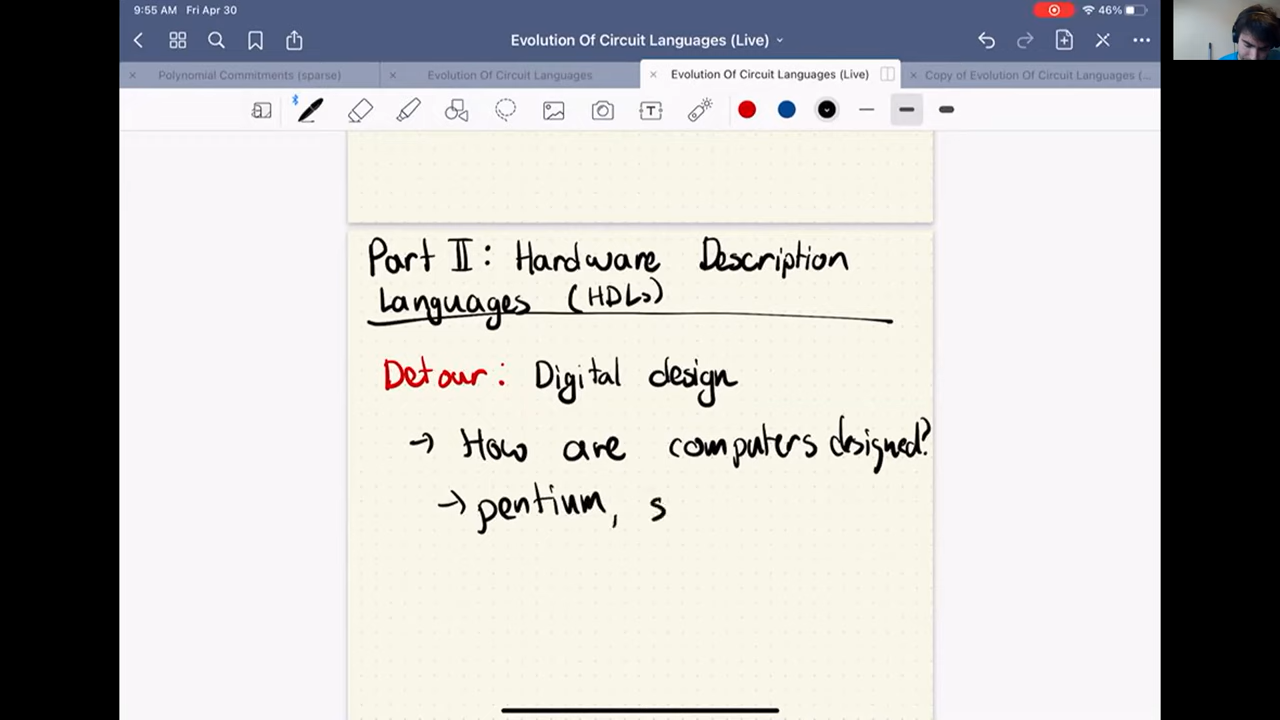 9:55 AM Fri Apr 30
46%
Evolution Of Circuit Languages (Live)
Polynomial Commitments (sparse)
Evolution Of Circuit Languages
Evolution Of Circuit Languages (Live)
Copy of Evolution Of Circuit Languages (...
T
Part II: Hardware Description
Languages (HDLs)
Detour: Digital design
→ How are computers designed?
→ pentium, s